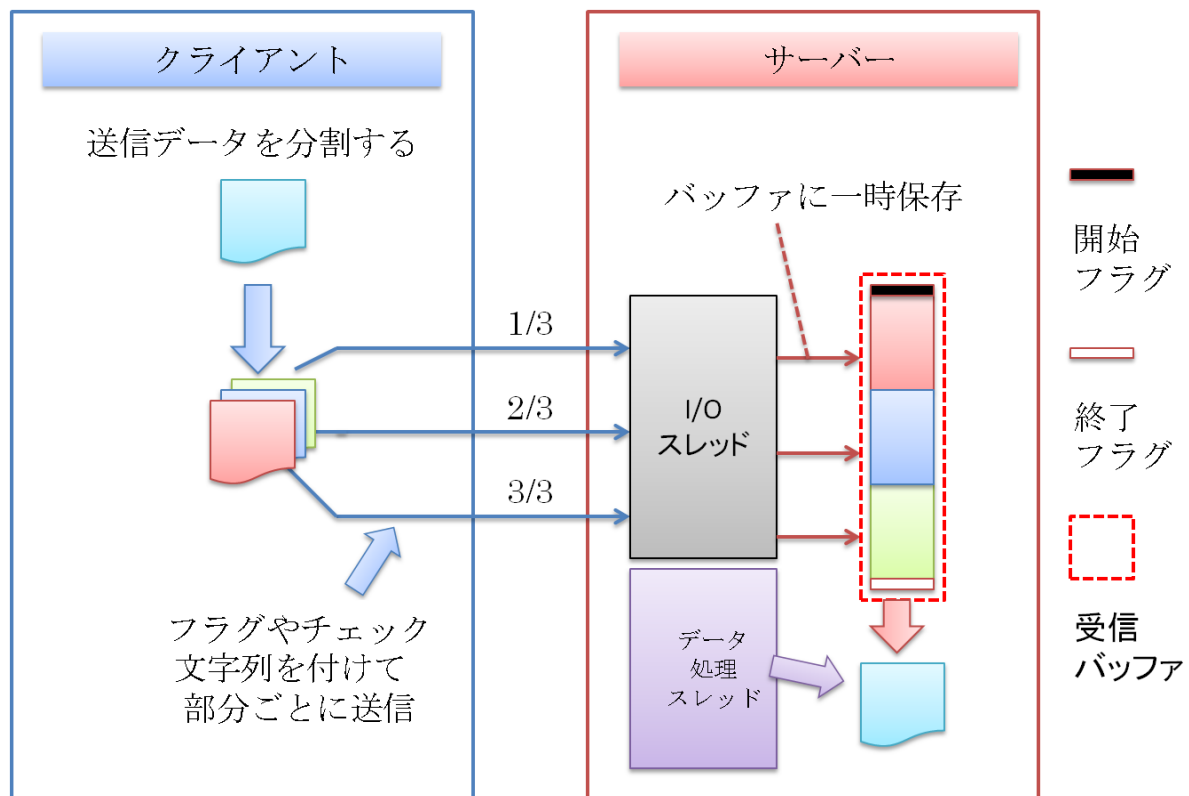 クライアント
送信データを分割する
1/3
2/3
3/3
フラグやチェック
文字列を付けて
部分ごとに送信
サーバー
バッファに一時保存
I/O
スレッド
データ
処理
スレッド
開始
フラグ
終了
フラグ
受信
バッファ